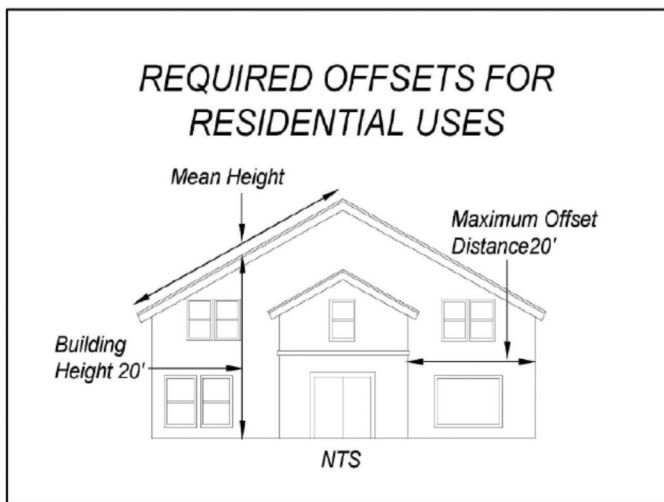 REQUIRED OFFSETS FOR
RESIDENTIAL USES
Mean Height
Maximum Offset
Distance20'
Building
Height 20'
NTS